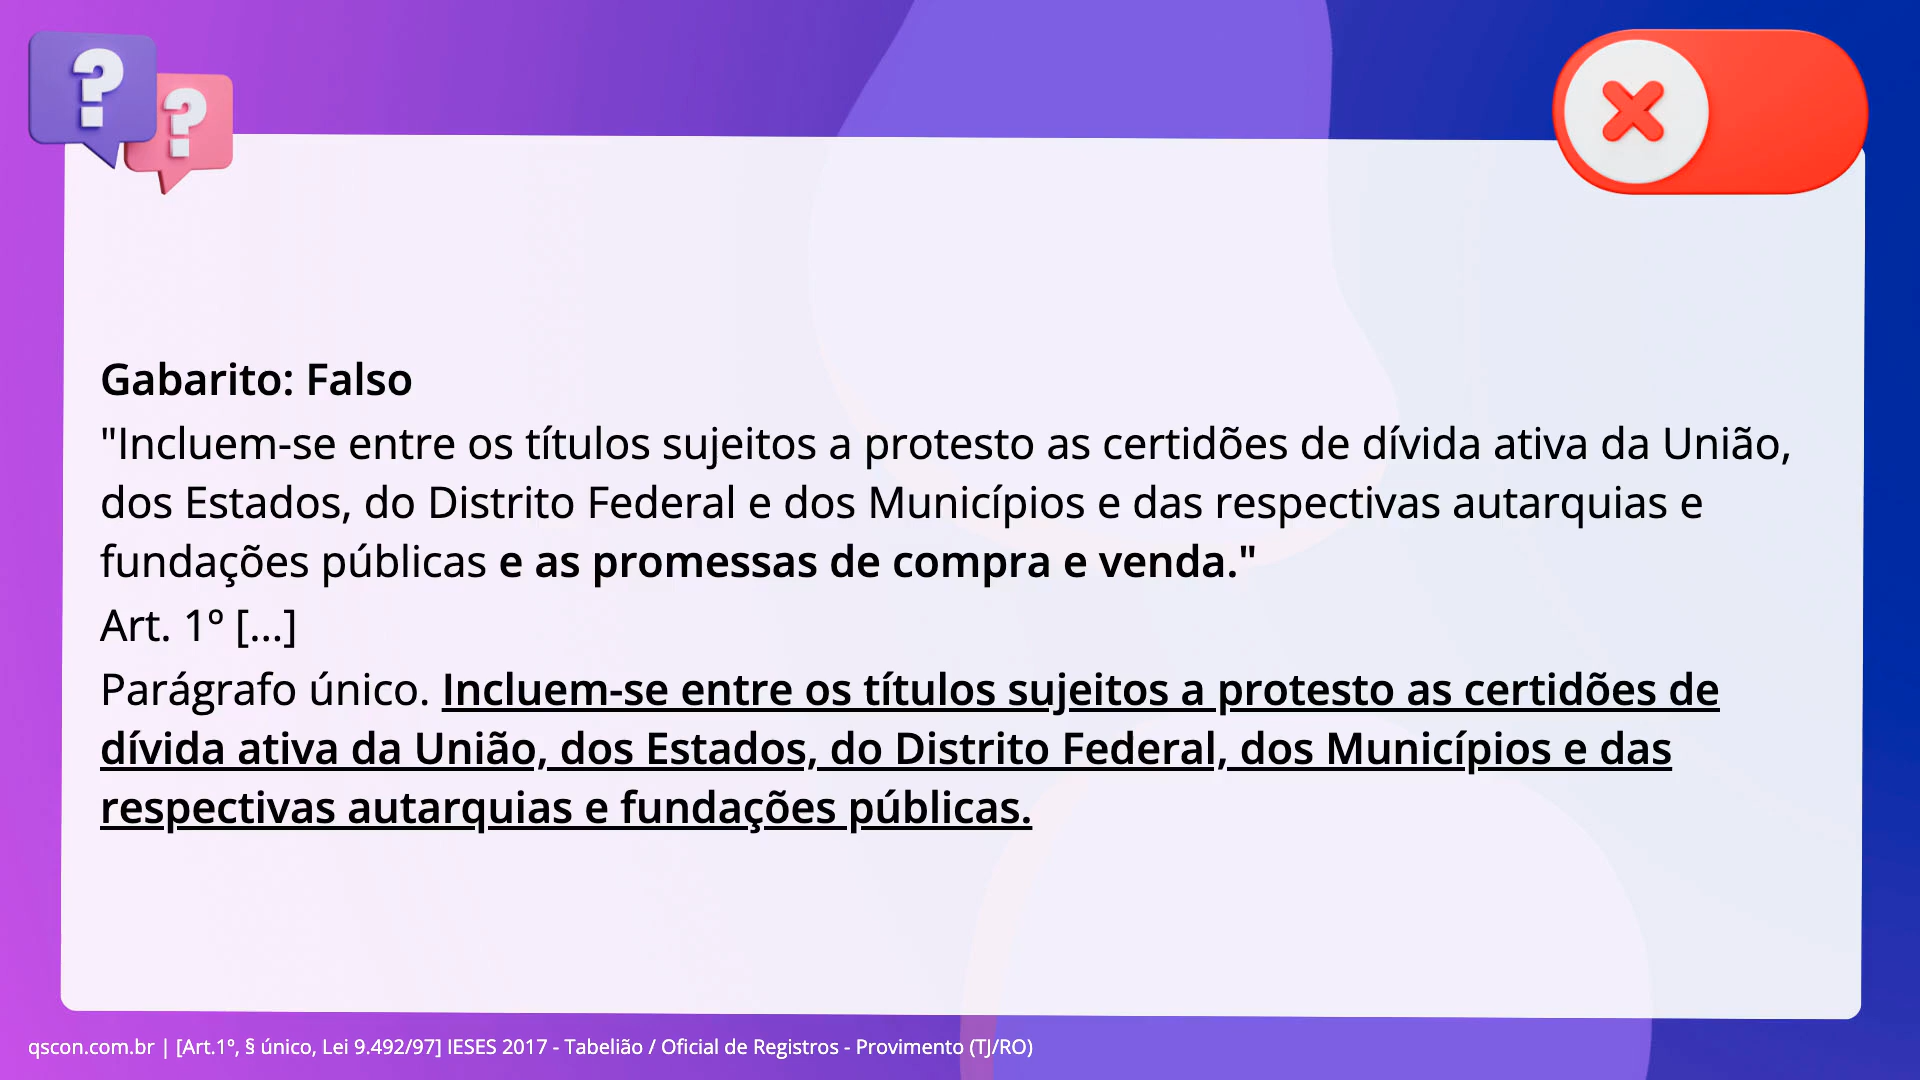 ? ?
Gabarito: Falso
"Incluem-se entre os títulos sujeitos a protesto as certidões de dívida ativa da União,
dos Estados, do Distrito Federal e dos Municípios e das respectivas autarquias e
fundações públicas e as promessas de compra e venda."
Art. 1º [...]
Parágrafo único. Incluem-se entre os títulos sujeitos a protesto as certidões de
dívida ativa da União, dos Estados, do Distrito Federal, dos Municípios e das
respectivas autarquias e fundações públicas.
qscon.com.br | [Art.1º, § único, Lei 9.492/97] IESES 2017 - Tabelião / Oficial de Registros - Provimento (TJ/RO)